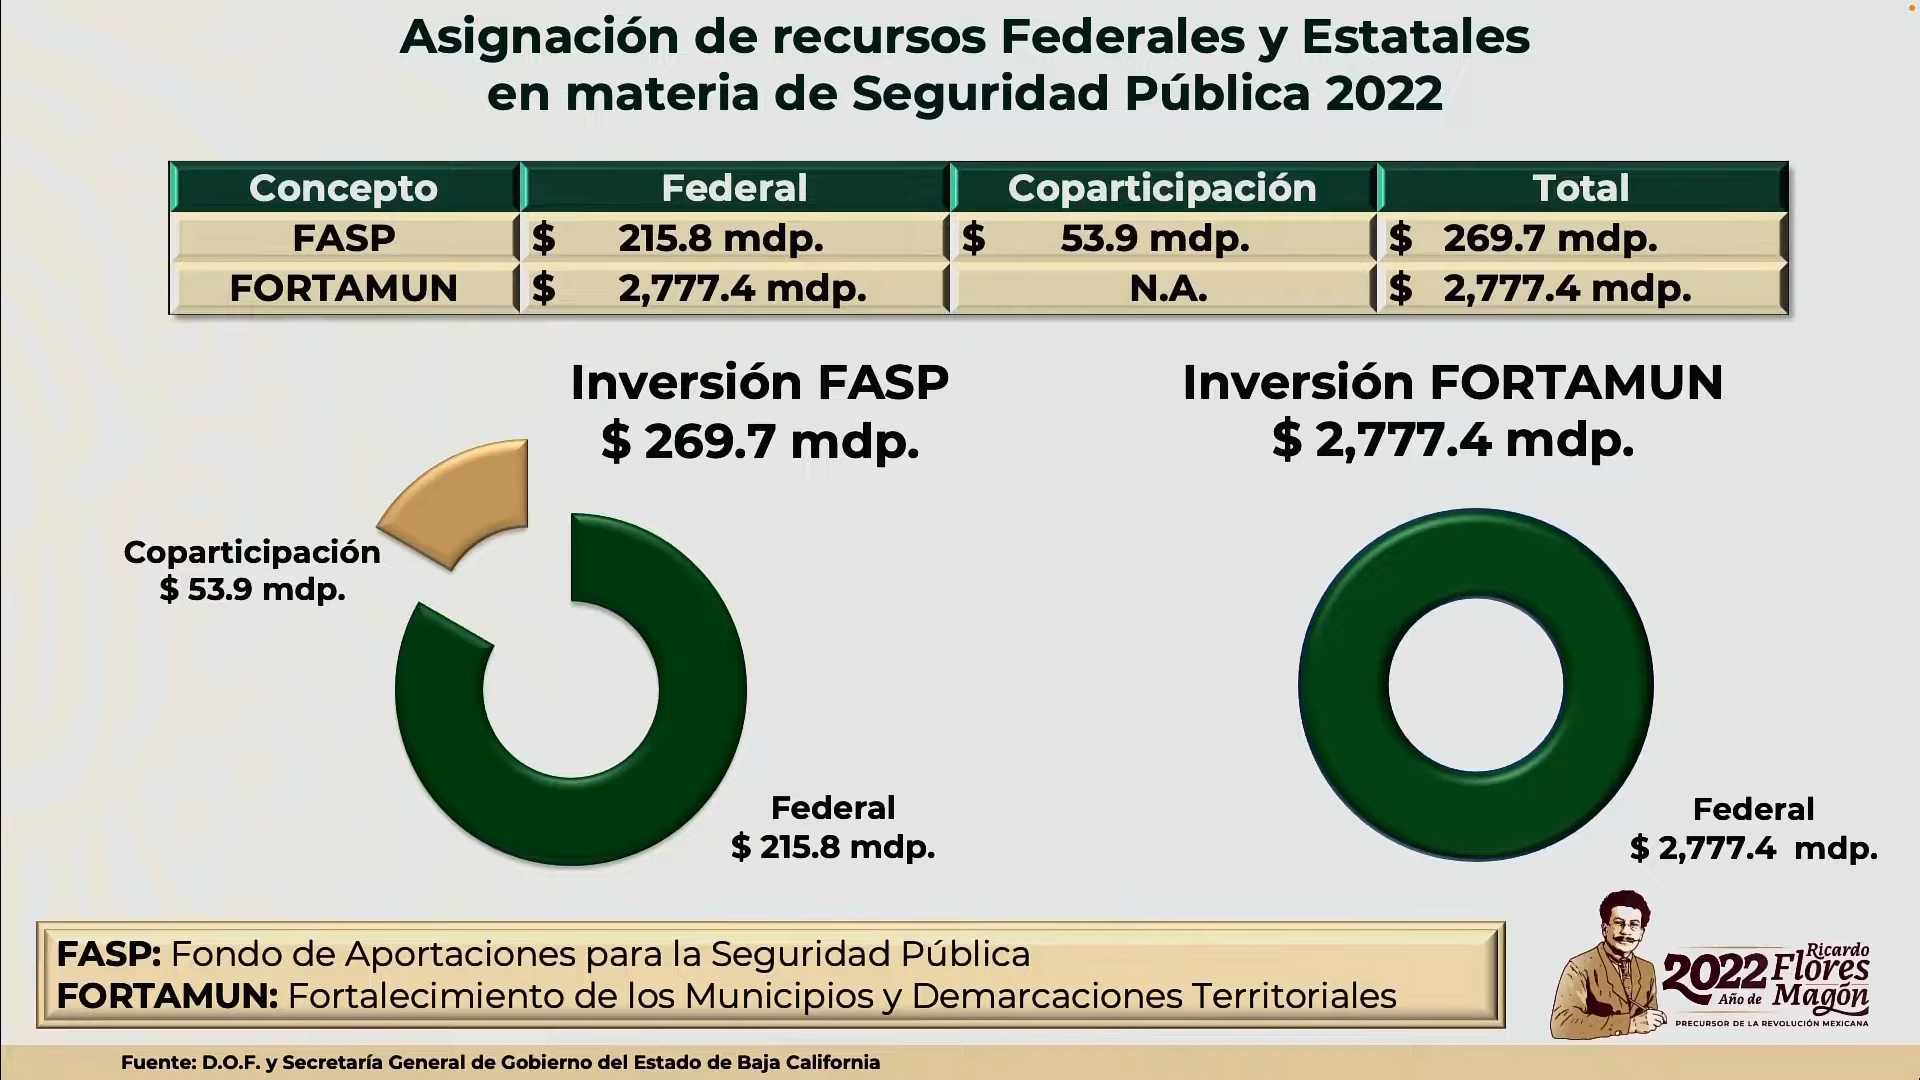 Asignación de recursos Federales y Estatales
en materia de Seguridad Pública 2022
Concepto Federal Coparticipación Total
FASP $ 215.8 mdp. $ 53.9 mdp. $ 269.7 mdp.
FORTAMUN $ 2,777.4 mdp. N.A. $ 2,777.4 mdp.
Inversión FASP
$ 269.7 mdp.
Coparticipación
$ 53.9 mdp.
Federal
$ 215.8 mdp.
Inversión FORTAMUN
$ 2,777.4 mdp.
Federal
$ 2,777.4 mdp.
FASP: Fondo de Aportaciones para la Seguridad Pública
FORTAMUN: Fortalecimiento de los Municipios y Demarcaciones Territoriales
2022
Año de
Ricardo
Flores
Magón
PRECURSOR DE LA REVOLUCIÓN MEXICANA
Fuente: D.O.F. y Secretaría General de Gobierno del Estado de Baja California